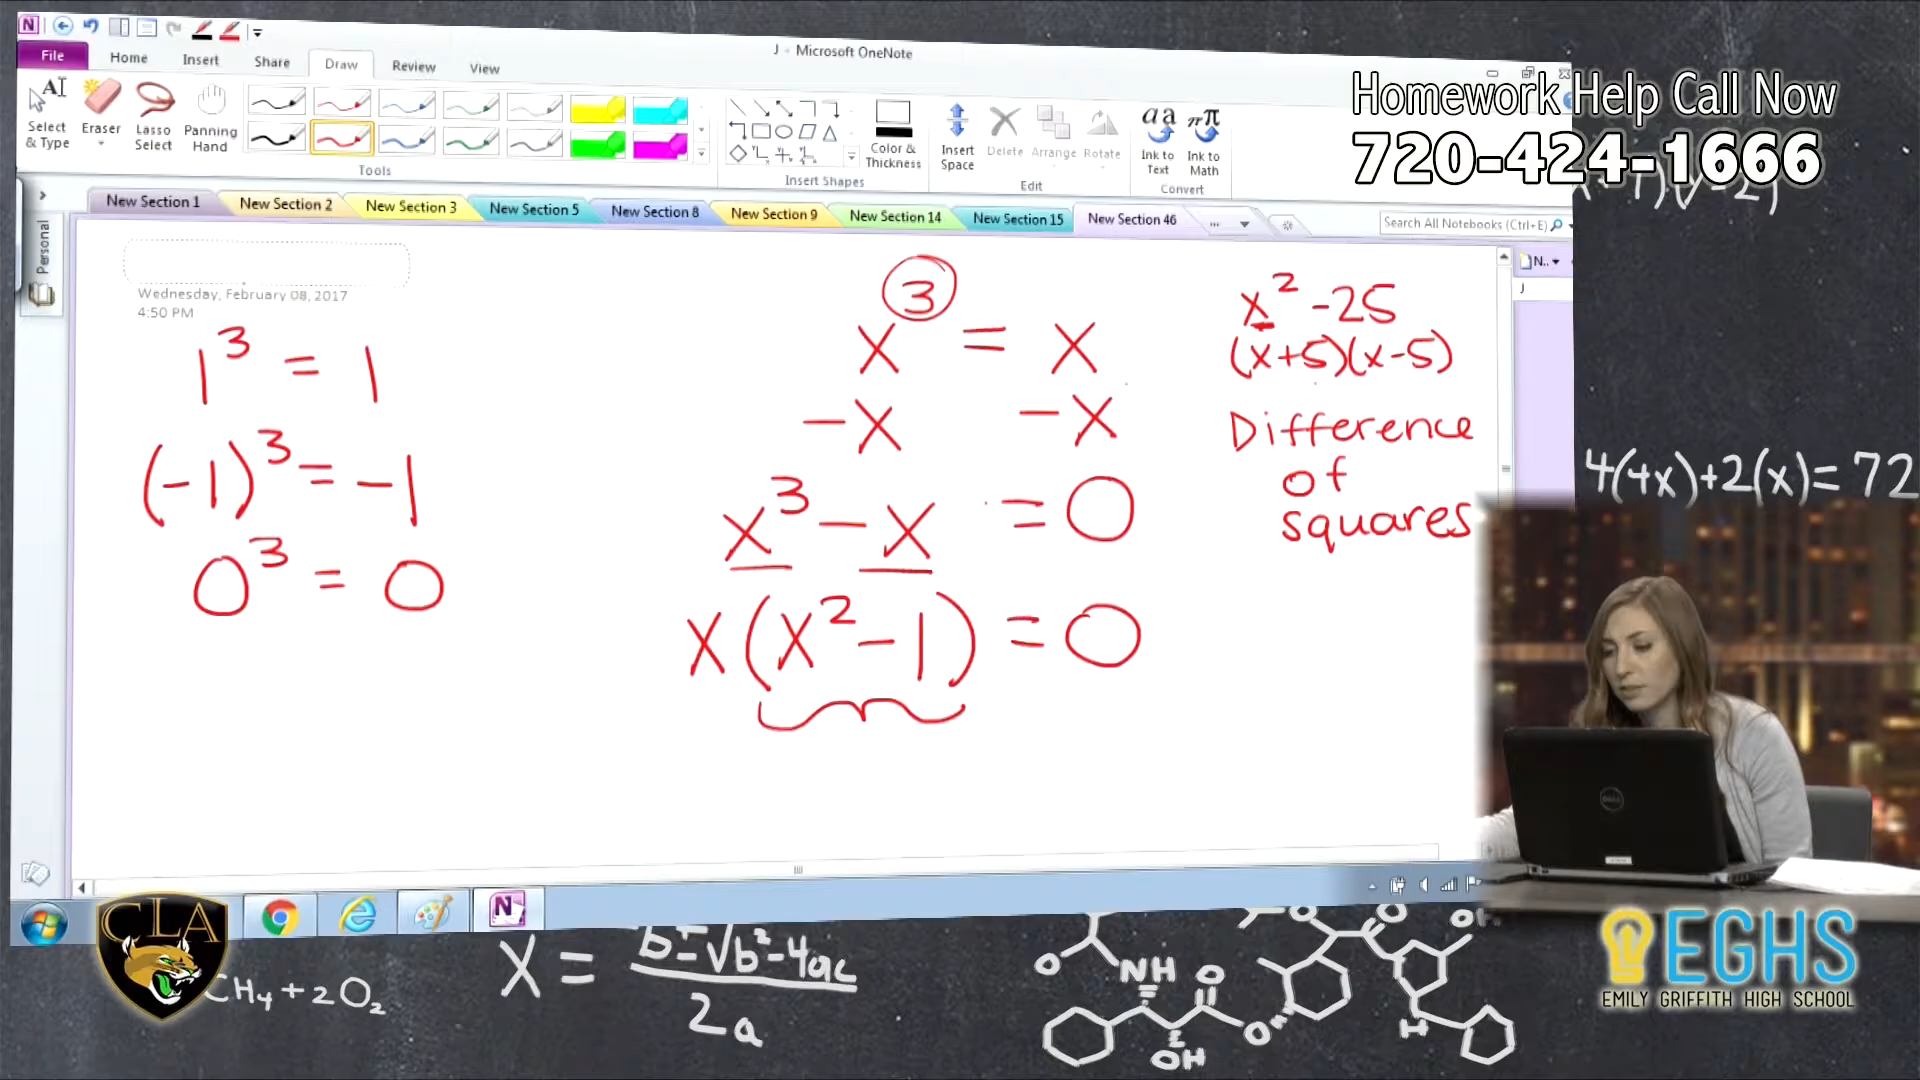 J - Microsoft OneNote
File Home Insert Share Draw Review View
Homework Help Call Now
720-424-1666
Select & Type
Eraser
Lasso Select
Panning Hand
Tools
Color & Thickness
Insert Shapes
Insert Space
Delete
Arrange
Rotate
Edit
Ink to Text
Ink to Math
Convert
New Section 1 New Section 2 New Section 3 New Section 5 New Section 8 New Section 9 New Section 14 New Section 15 New Section 46 ...
Search All Notebooks (Ctrl+E)
Personal
N..
J
Wednesday, February 08, 2017
4:50 PM
1³ = 1
(-1)³ = -1
0³ = 0
x³ = x
-x -x
x³ - x = 0
x(x² - 1) = 0
x² - 25
(x+5)(x-5)
Difference
of
squares
4(4x)+2(x)=72
CLA
CH₄ + 2O₂
X = b±√b²-4ac
2a
O NH O O OH
OH O H
EGHS
EMILY GRIFFITH HIGH SCHOOL
DELL